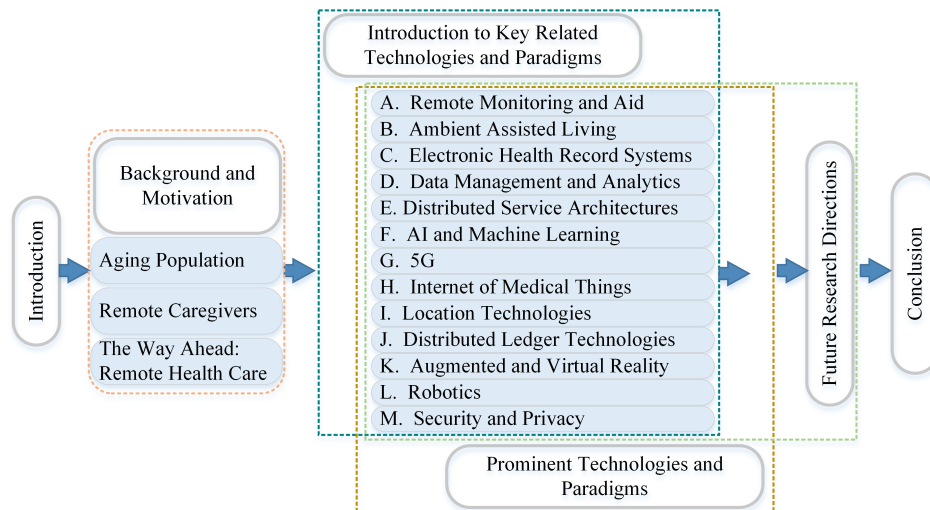 Introduction
Background and
Motivation
Aging Population
Remote Caregivers
The Way Ahead:
Remote Health Care
Introduction to Key Related
Technologies and Paradigms
A. Remote Monitoring and Aid
B. Ambient Assisted Living
C. Electronic Health Record Systems
D. Data Management and Analytics
E. Distributed Service Architectures
F. AI and Machine Learning
G. 5G
H. Internet of Medical Things
I. Location Technologies
J. Distributed Ledger Technologies
K. Augmented and Virtual Reality
L. Robotics
M. Security and Privacy
Prominent Technologies and
Paradigms
Future Research Directions
Conclusion